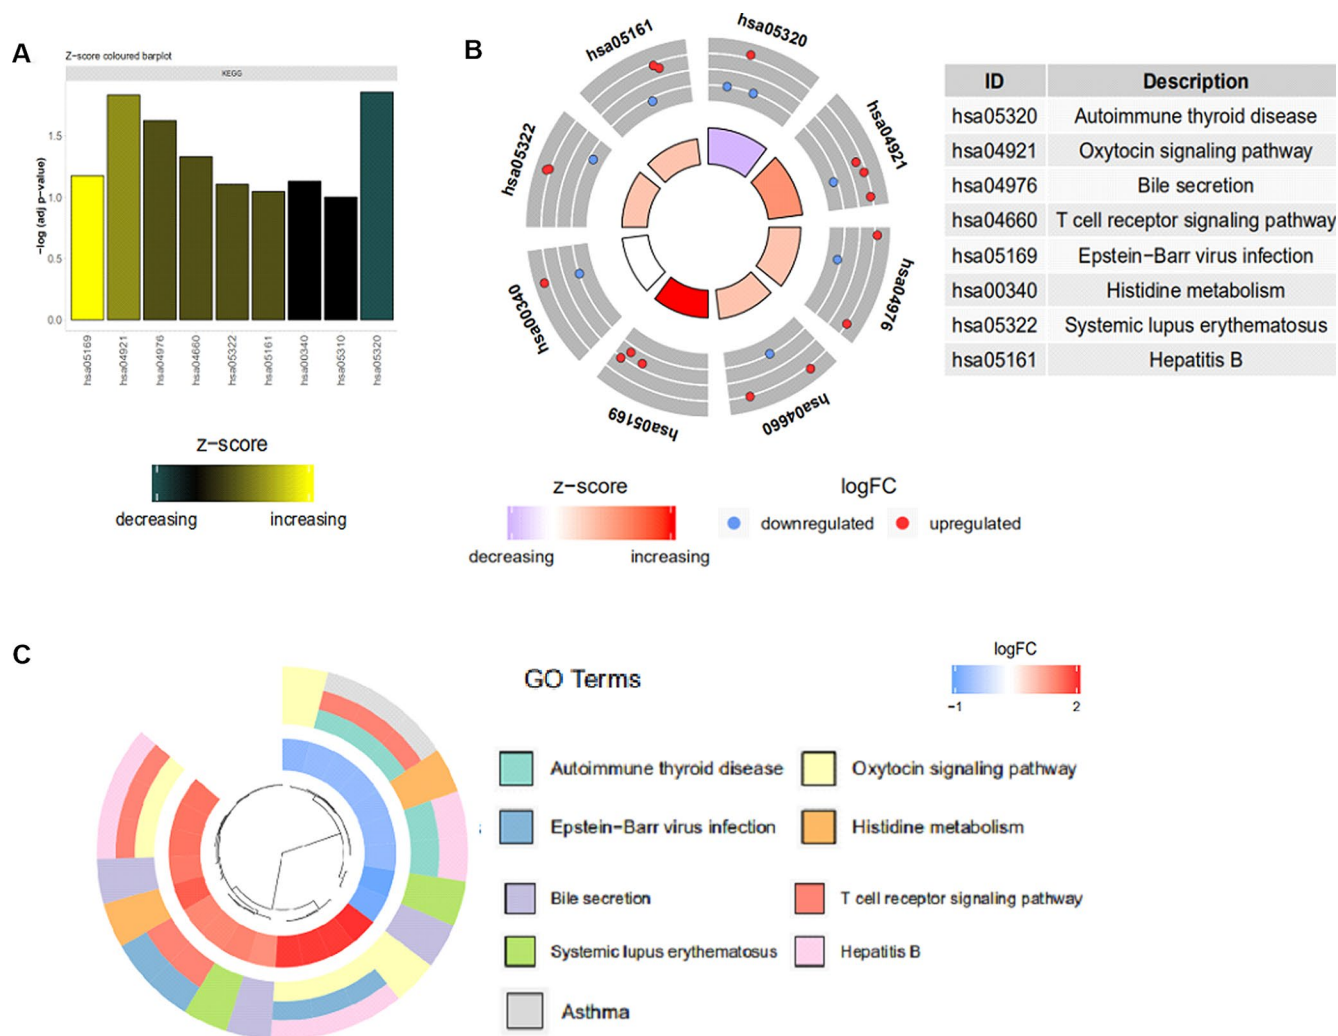 A
Z-score coloured barplot
KEGG
-log (adj p-value)
1.5
1.0
0.5
0.0
hsa05169
hsa04921
hsa04976
hsa04660
hsa05322
hsa05161
hsa00340
hsa05310
hsa05320
z-score
decreasing increasing
B
hsa05161
hsa05320
hsa04921
hsa04976
hsa04660
hsa05169
hsa00340
hsa05322
z-score
decreasing increasing
logFC
downregulated upregulated
ID Description
hsa05320 Autoimmune thyroid disease
hsa04921 Oxytocin signaling pathway
hsa04976 Bile secretion
hsa04660 T cell receptor signaling pathway
hsa05169 Epstein-Barr virus infection
hsa00340 Histidine metabolism
hsa05322 Systemic lupus erythematosus
hsa05161 Hepatitis B
C
GO Terms
logFC
-1 2
Autoimmune thyroid disease Oxytocin signaling pathway
Epstein-Barr virus infection Histidine metabolism
Bile secretion T cell receptor signaling pathway
Systemic lupus erythematosus Hepatitis B
Asthma